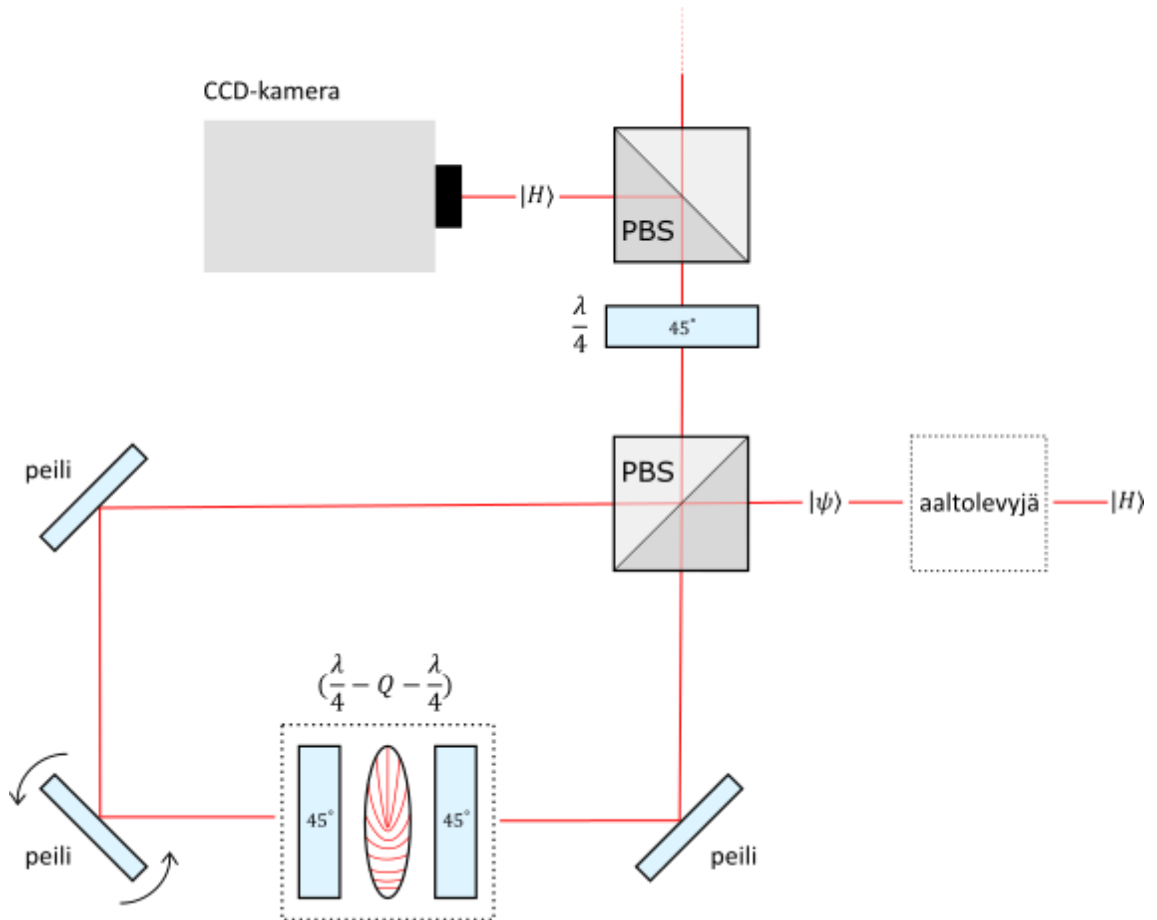 CCD-kamera
|H⟩
PBS
λ/4
45°
peili
PBS
|ψ⟩
aaltolevyjä
|H⟩
(λ/4 − Q − λ/4)
45°
45°
peili
peili